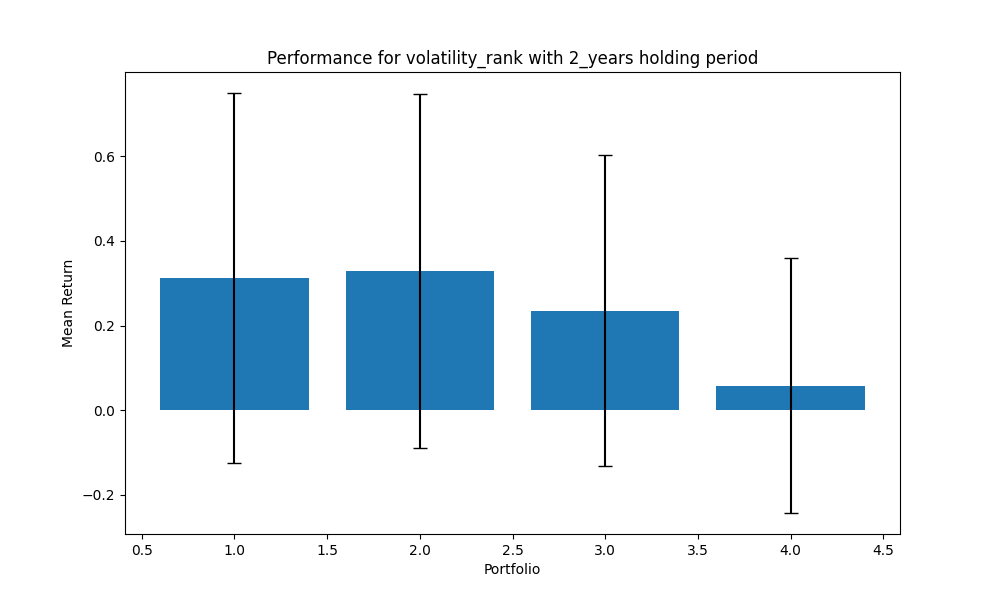 Performance for volatility_rank with 2_years holding period
Mean Return
0.6
0.4
0.2
0.0
−0.2
0.5 1.0 1.5 2.0 2.5 3.0 3.5 4.0 4.5
Portfolio